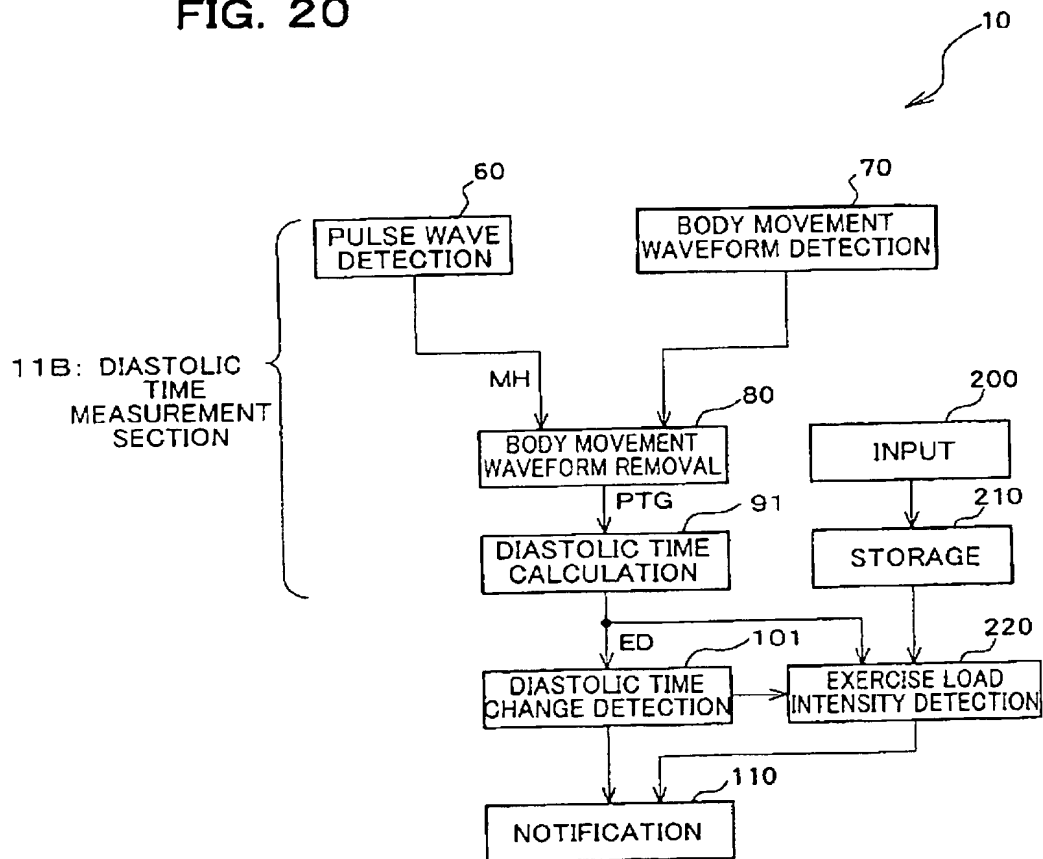 FIG. 20
10
60
PULSE WAVE
DETECTION
70
BODY MOVEMENT
WAVEFORM DETECTION
11B: DIASTOLIC
TIME
MEASUREMENT
SECTION
MH
80
BODY MOVEMENT
WAVEFORM REMOVAL
200
INPUT
PTG
91
DIASTOLIC TIME
CALCULATION
210
STORAGE
ED
101
DIASTOLIC TIME
CHANGE DETECTION
220
EXERCISE LOAD
INTENSITY DETECTION
110
NOTIFICATION